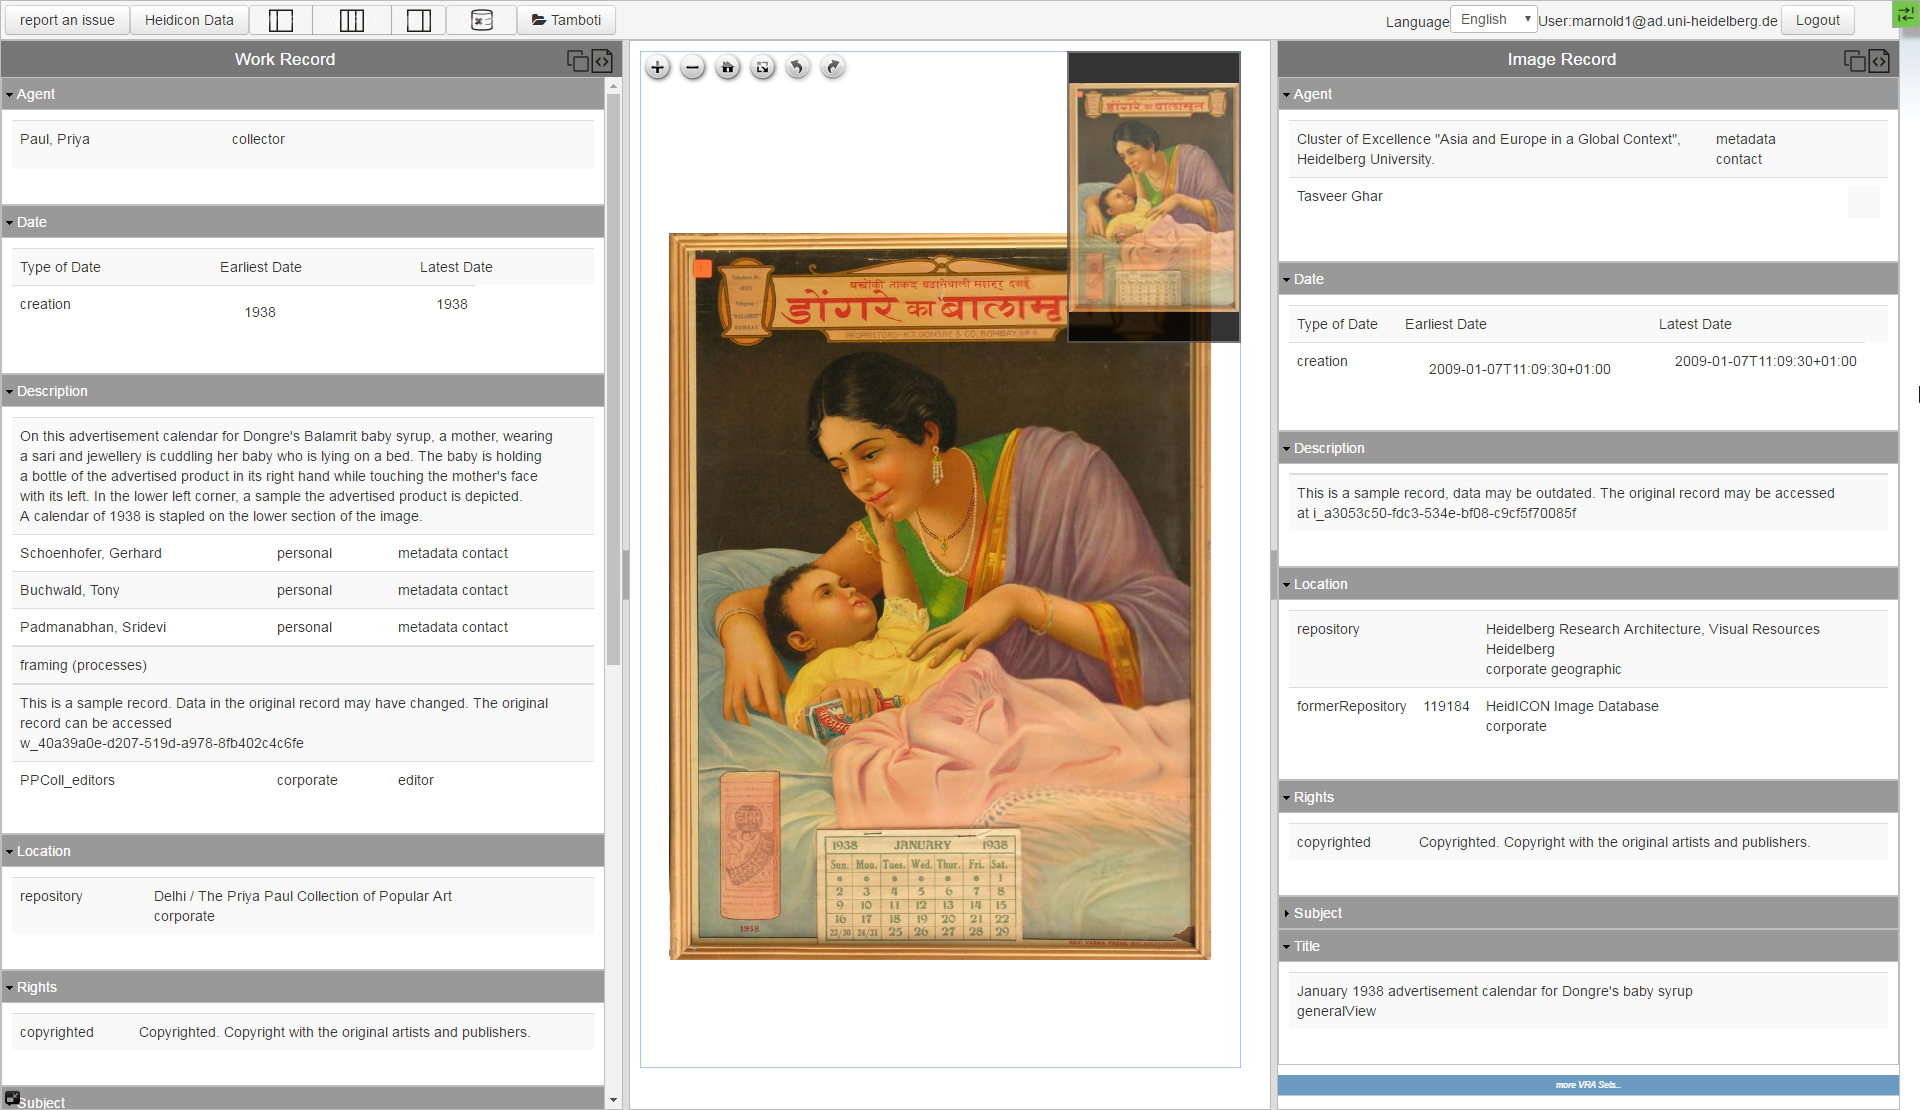 report an issue
Heidicon Data
Tamboti
Language
English
User:marnold1@ad.uni-heidelberg.de
Logout
Work Record
Agent
Paul, Priya collector
Date
Type of Date Earliest Date Latest Date
creation 1938 1938
Description
On this advertisement calendar for Dongre's Balamrit baby syrup, a mother, wearing
a sari and jewellery is cuddling her baby who is lying on a bed. The baby is holding
a bottle of the advertised product in its right hand while touching the mother's face
with its left. In the lower left corner, a sample the advertised product is depicted.
A calendar of 1938 is stapled on the lower section of the image.
Schoenhofer, Gerhard personal metadata contact
Buchwald, Tony personal metadata contact
Padmanabhan, Sridevi personal metadata contact
framing (processes)
This is a sample record. Data in the original record may have changed. The original
record can be accessed
w_40a39a0e-d207-519d-a978-8fb402c4c6fe
PPColl_editors corporate editor
Location
repository Delhi / The Priya Paul Collection of Popular Art
corporate
Rights
copyrighted Copyrighted. Copyright with the original artists and publishers.
Subject
डोंगरे का बालामृत
बच्चोंकी ताकद बढानेवाली मशहूर दवाई
डोंगरे का बालामृ
PROPRIETORS- K.T. DONGRE & CO. BOMBAY
"BALAMRIT"
BOMBAY
1938
1938 JANUARY 1938
Sun. Mon. Tues. Wed. Thur. Fri. Sat.
1
2 3 4 5 6 7 8
9 10 11 12 13 14 15
16 17 18 19 20 21 22
23/30 24/31 25 26 27 28 29
Image Record
Agent
Cluster of Excellence "Asia and Europe in a Global Context", metadata
Heidelberg University. contact
Tasveer Ghar
Date
Type of Date Earliest Date Latest Date
creation 2009-01-07T11:09:30+01:00 2009-01-07T11:09:30+01:00
Description
This is a sample record, data may be outdated. The original record may be accessed
at i_a3053c50-fdc3-534e-bf08-c9cf5f70085f
Location
repository Heidelberg Research Architecture, Visual Resources
Heidelberg
corporate geographic
formerRepository 119184 HeidICON Image Database
corporate
Rights
copyrighted Copyrighted. Copyright with the original artists and publishers.
Subject
Title
January 1938 advertisement calendar for Dongre's baby syrup
generalView
more VRA Sets...